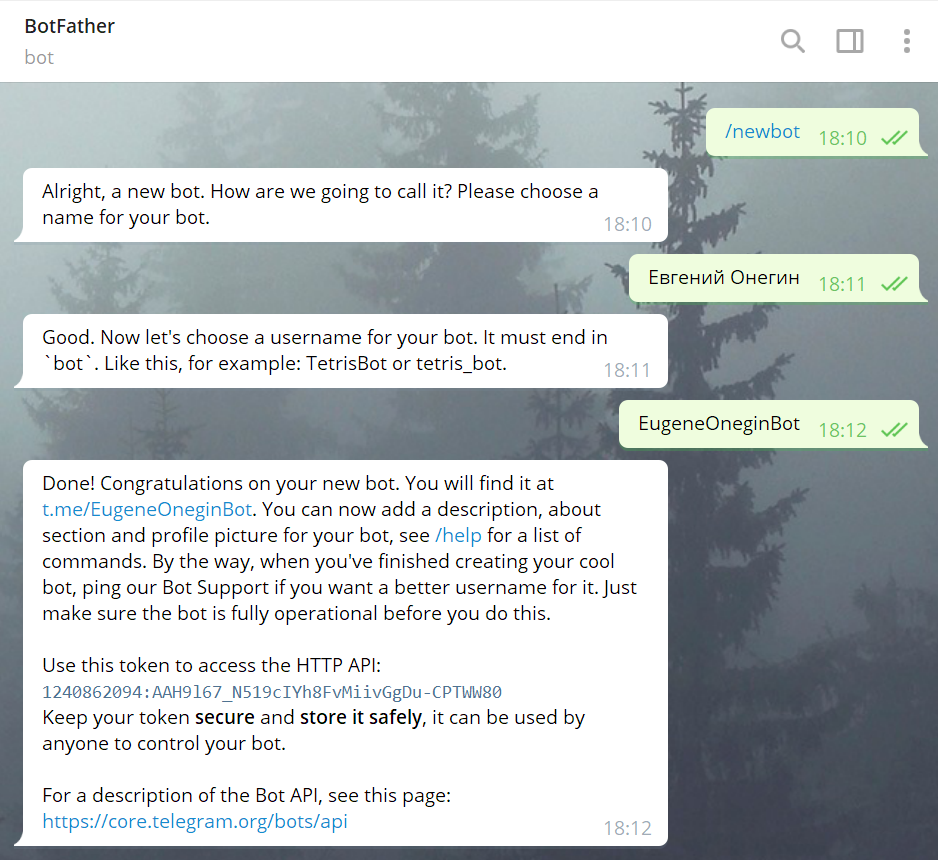 BotFather
bot
/newbot 18:10
Alright, a new bot. How are we going to call it? Please choose a
name for your bot.
18:10
Евгений Онегин 18:11
Good. Now let's choose a username for your bot. It must end in
`bot`. Like this, for example: TetrisBot or tetris_bot.
18:11
EugeneOneginBot 18:12
Done! Congratulations on your new bot. You will find it at
t.me/EugeneOneginBot. You can now add a description, about
section and profile picture for your bot, see /help for a list of
commands. By the way, when you've finished creating your cool
bot, ping our Bot Support if you want a better username for it. Just
make sure the bot is fully operational before you do this.
Use this token to access the HTTP API:
1240862094:AAH9l67_N519cIYh8FvMiivGgDu-CPTWW80
Keep your token secure and store it safely, it can be used by
anyone to control your bot.
For a description of the Bot API, see this page:
https://core.telegram.org/bots/api
18:12